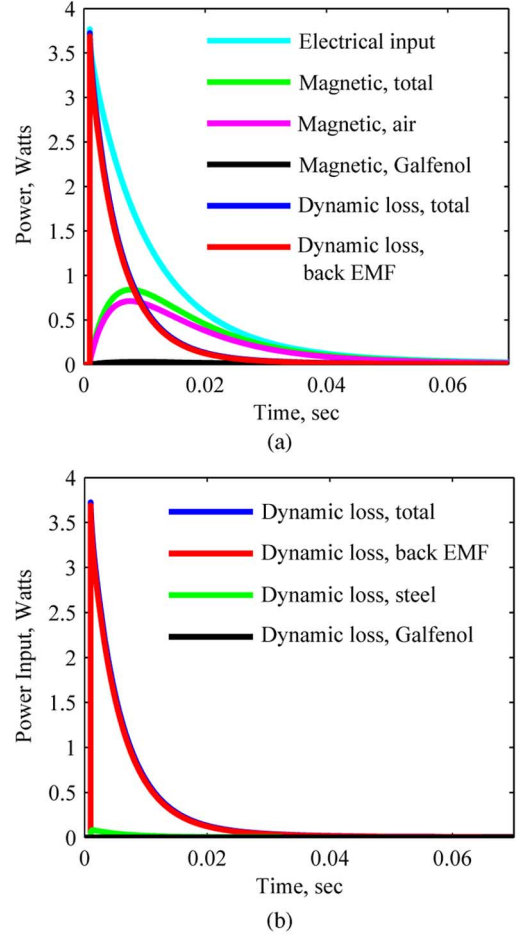 4
3.5
3
2.5
2
1.5
1
0.5
0
Power, Watts
Electrical input
Magnetic, total
Magnetic, air
Magnetic, Galfenol
Dynamic loss, total
Dynamic loss,
back EMF
0 0.02 0.04 0.06
Time, sec
(a)
4
3.5
3
2.5
2
1.5
1
0.5
0
Power Input, Watts
Dynamic loss, total
Dynamic loss, back EMF
Dynamic loss, steel
Dynamic loss, Galfenol
0 0.02 0.04 0.06
Time, sec
(b)